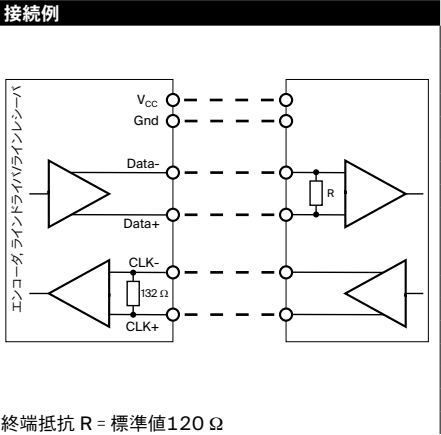 接続例
エンコーダ, ラインドライバ/ラインレシーバ
VCC
Gnd
Data-
R
Data+
CLK-
132 Ω
CLK+
終端抵抗 R = 標準値120 Ω